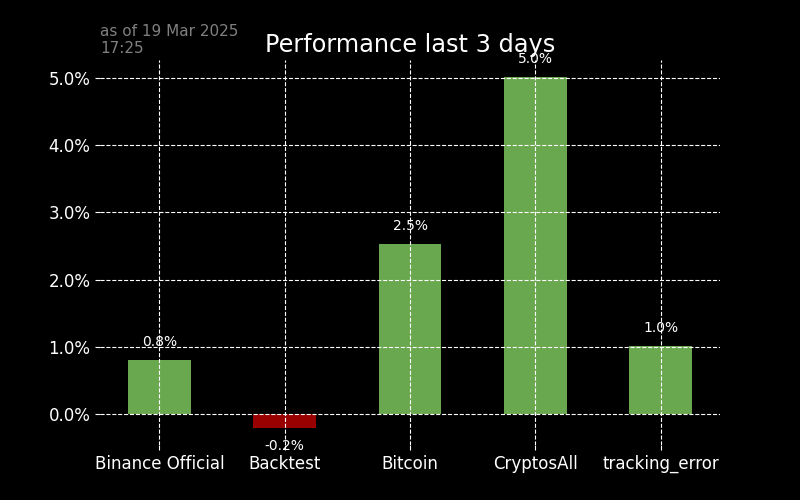 as of 19 Mar 2025
17:25
Performance last 3 days
5.0%
4.0%
3.0%
2.0%
1.0%
0.0%
0.8%
-0.2%
2.5%
5.0%
1.0%
Binance Official
Backtest
Bitcoin
CryptosAll
tracking_error